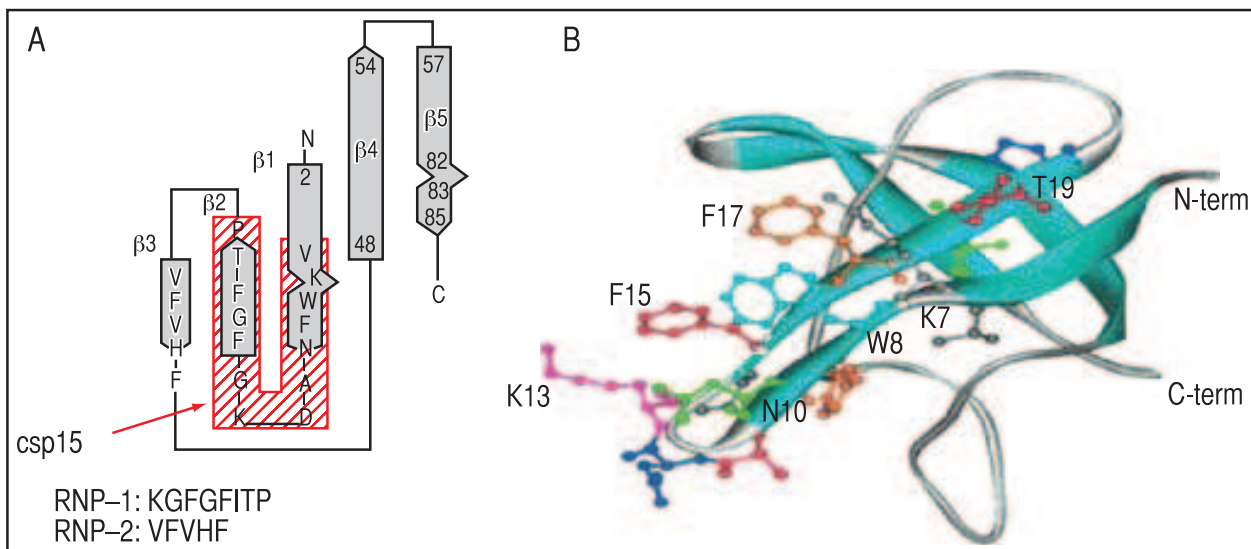 A
β3
V
F
V
H
F
β2
P
T
I
F
G
F
G
K
β1
N
2
V
K
W
F
N
A
D
54
β4
48
57
β5
82
83
85
C
csp15
RNP–1: KGFGFITP
RNP–2: VFVHF
B
T19
N-term
F17
F15
K7
W8
K13
N10
C-term